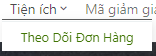 Tiện ích Mã giảm giá
Theo Dõi Đơn Hàng